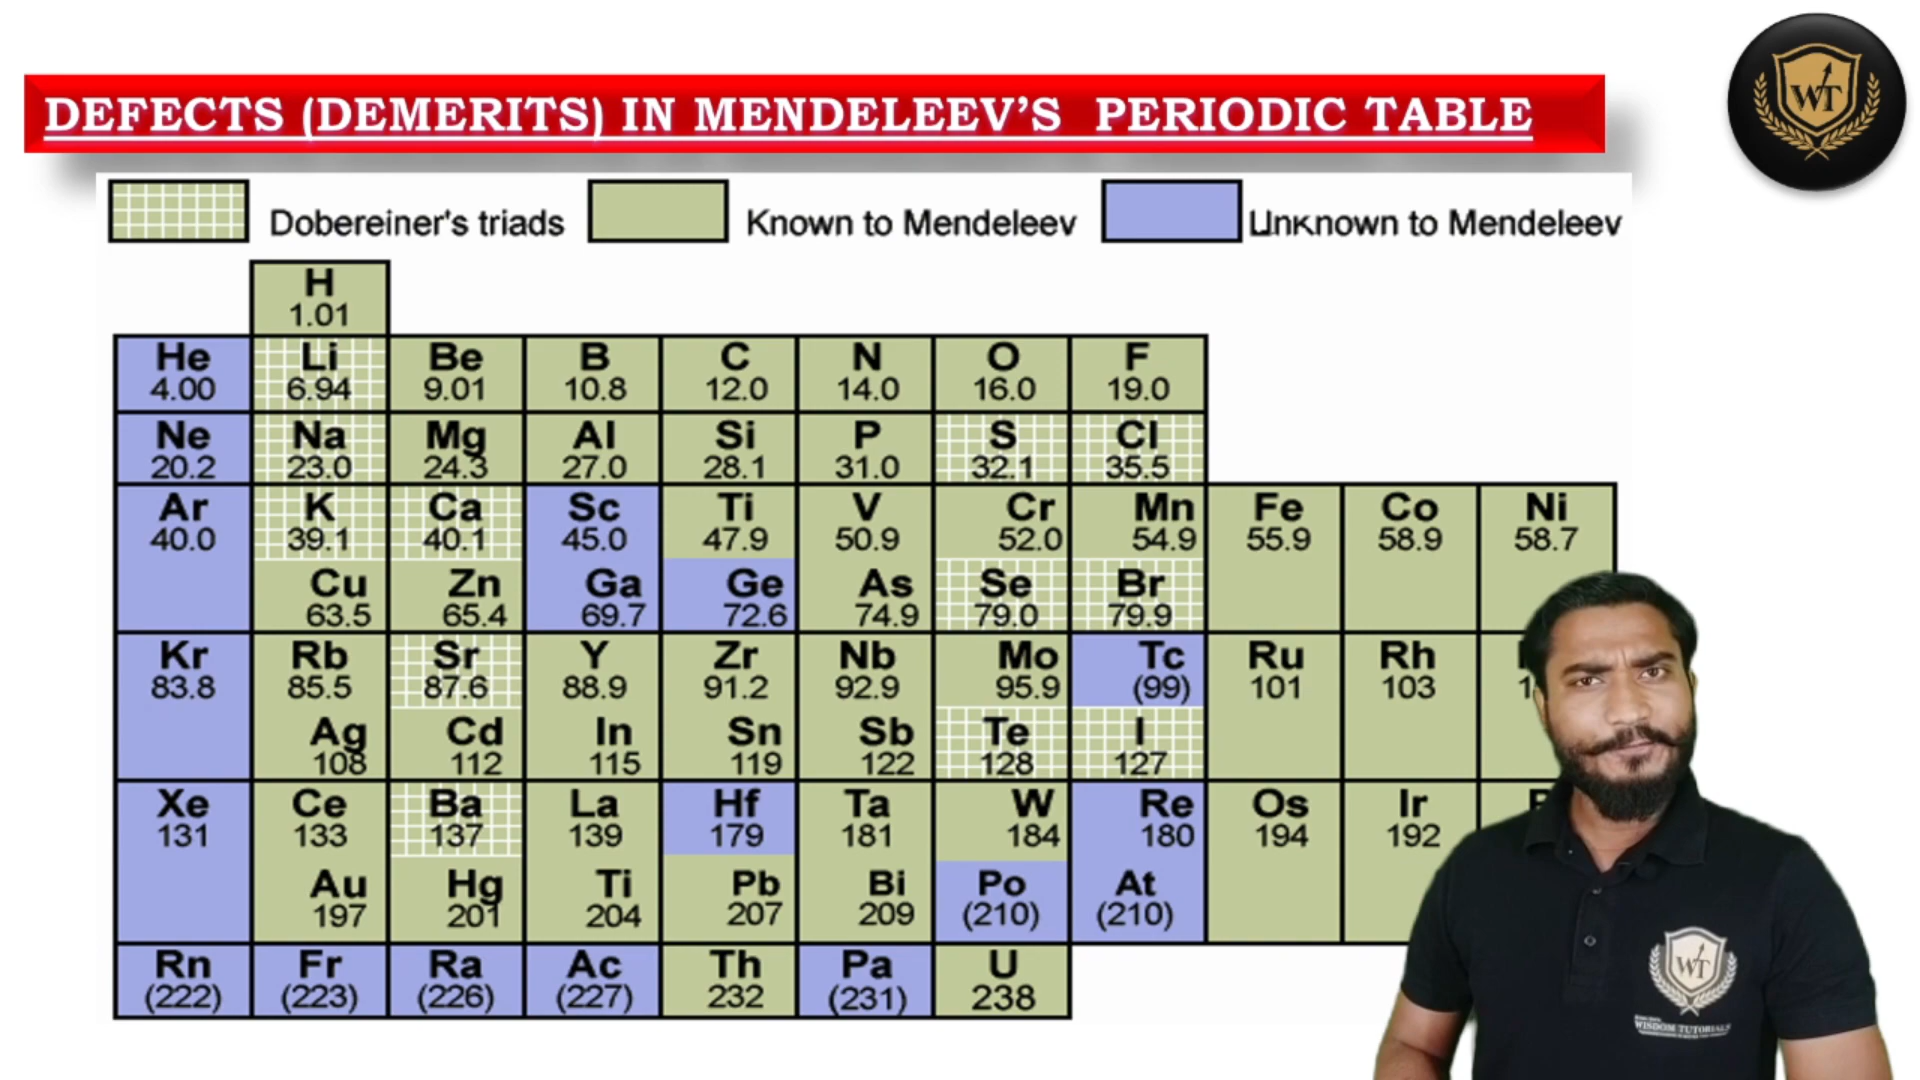 DEFECTS (DEMERITS) IN MENDELEEV'S PERIODIC TABLE
WT
Dobereiner's triads Known to Mendeleev Unknown to Mendeleev
H
1.01
He Li Be B C N O F
4.00 6.94 9.01 10.8 12.0 14.0 16.0 19.0
Ne Na Mg Al Si P S Cl
20.2 23.0 24.3 27.0 28.1 31.0 32.1 35.5
Ar K Ca Sc Ti V Cr Mn Fe Co Ni
40.0 39.1 40.1 45.0 47.9 50.9 52.0 54.9 55.9 58.9 58.7
Cu Zn Ga Ge As Se Br
63.5 65.4 69.7 72.6 74.9 79.0 79.9
Kr Rb Sr Y Zr Nb Mo Tc Ru Rh
83.8 85.5 87.6 88.9 91.2 92.9 95.9 (99) 101 103
Ag Cd In Sn Sb Te I
108 112 115 119 122 128 127
Xe Ce Ba La Hf Ta W Re Os Ir
131 133 137 139 179 181 184 180 194 192
Au Hg Ti Pb Bi Po At
197 201 204 207 209 (210) (210)
Rn Fr Ra Ac Th Pa U
(222) (223) (226) (227) 232 (231) 238
WT
WISDOM TUTORIALS